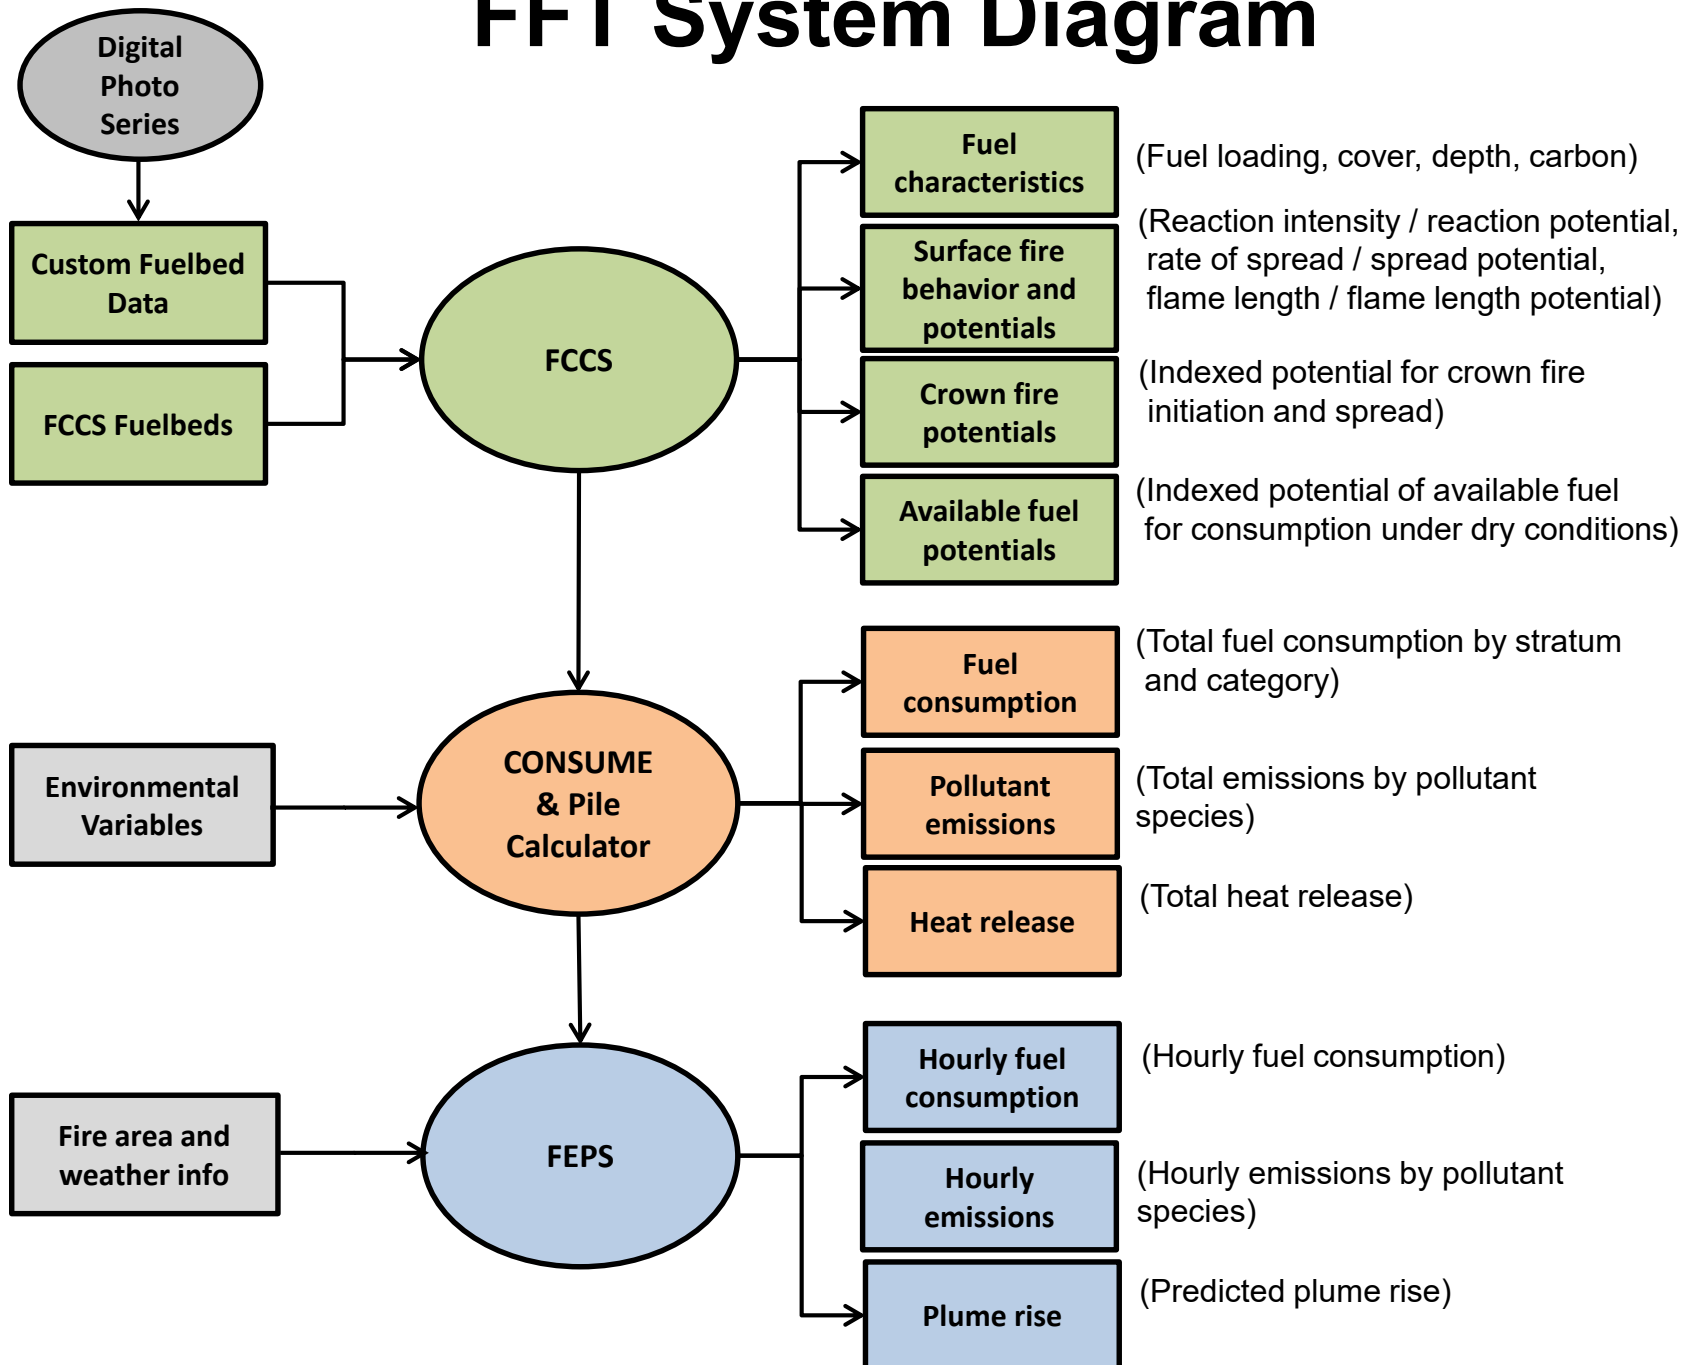 FFT System Diagram
Digital
Photo
Series
Custom Fuelbed
Data
FCCS Fuelbeds
FCCS
Fuel
characteristics
(Fuel loading, cover, depth, carbon)
Surface fire
behavior and
potentials
(Reaction intensity / reaction potential,
rate of spread / spread potential,
flame length / flame length potential)
Crown fire
potentials
(Indexed potential for crown fire
initiation and spread)
Available fuel
potentials
(Indexed potential of available fuel
for consumption under dry conditions)
Environmental
Variables
CONSUME
& Pile
Calculator
Fuel
consumption
(Total fuel consumption by stratum
and category)
Pollutant
emissions
(Total emissions by pollutant
species)
Heat release
(Total heat release)
Fire area and
weather info
FEPS
Hourly fuel
consumption
(Hourly fuel consumption)
Hourly
emissions
(Hourly emissions by pollutant
species)
Plume rise
(Predicted plume rise)